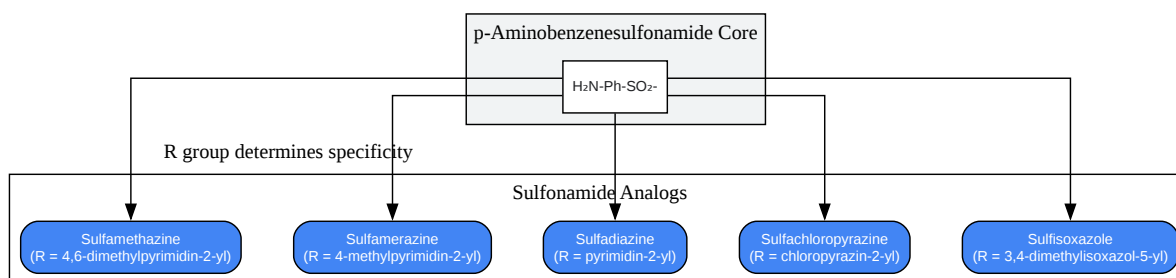 p-Aminobenzenesulfonamide Core
H₂N-Ph-SO₂-
R group determines specificity
Sulfonamide Analogs
Sulfamethazine
(R = 4,6-dimethylpyrimidin-2-yl)
Sulfamerazine
(R = 4-methylpyrimidin-2-yl)
Sulfadiazine
(R = pyrimidin-2-yl)
Sulfachloropyrazine
(R = chloropyrazin-2-yl)
Sulfisoxazole
(R = 3,4-dimethylisoxazol-5-yl)